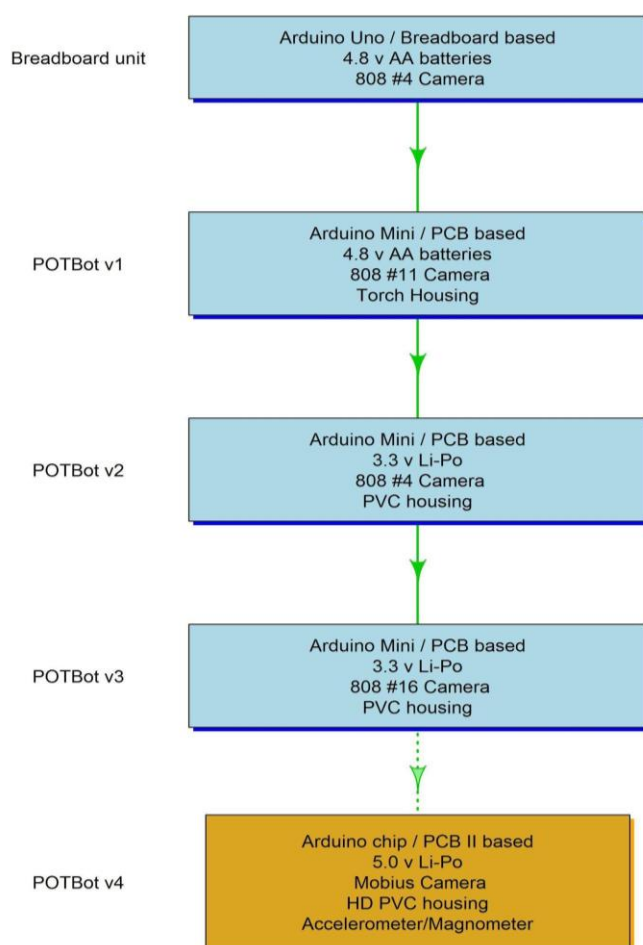 Breadboard unit
Arduino Uno / Breadboard based
4.8 v AA batteries
808 #4 Camera
POTBot v1
Arduino Mini / PCB based
4.8 v AA batteries
808 #11 Camera
Torch Housing
POTBot v2
Arduino Mini / PCB based
3.3 v Li-Po
808 #4 Camera
PVC housing
POTBot v3
Arduino Mini / PCB based
3.3 v Li-Po
808 #16 Camera
PVC housing
POTBot v4
Arduino chip / PCB II based
5.0 v Li-Po
Mobius Camera
HD PVC housing
Accelerometer/Magnometer